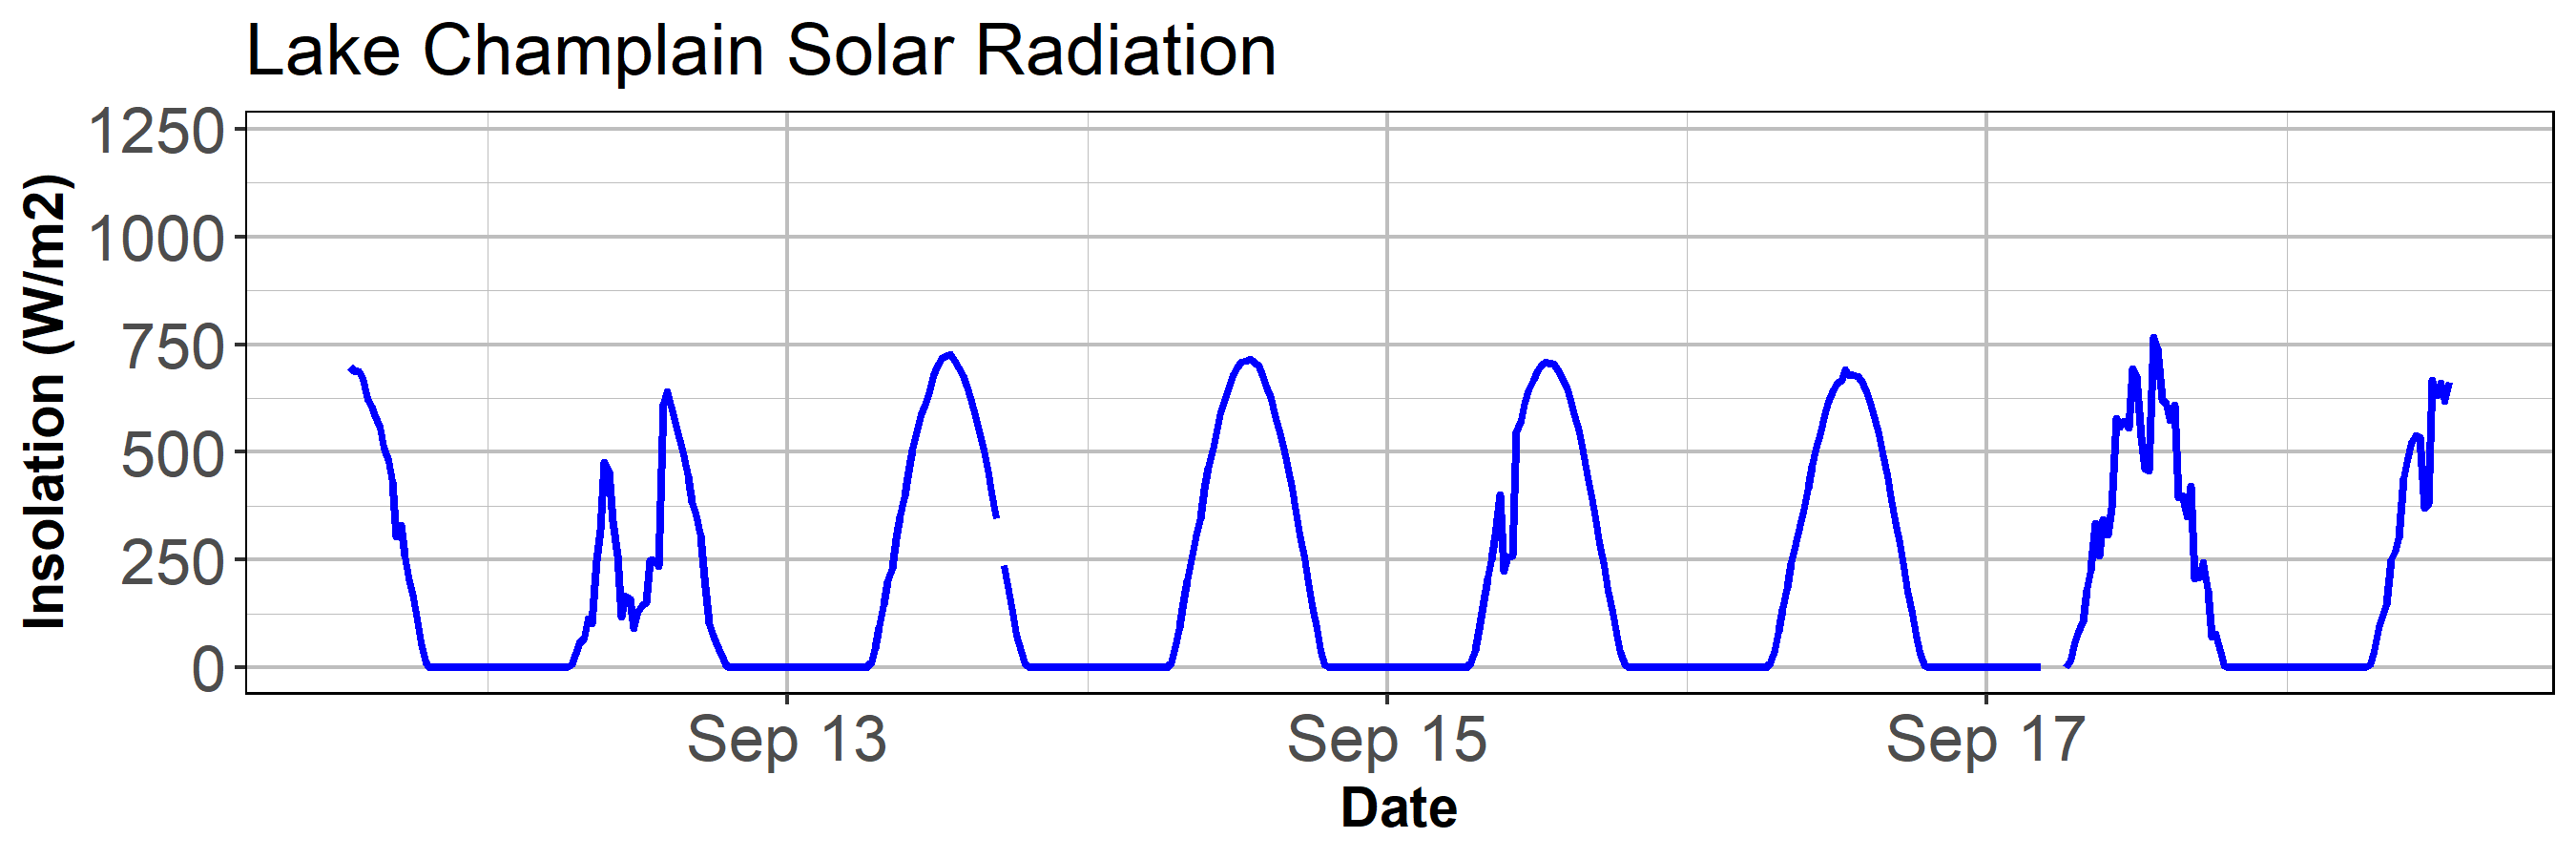 Lake Champlain Solar Radiation
1250
1000
750
500
250
0
Insolation (W/m2)
Sep 13
Sep 15
Sep 17
Date